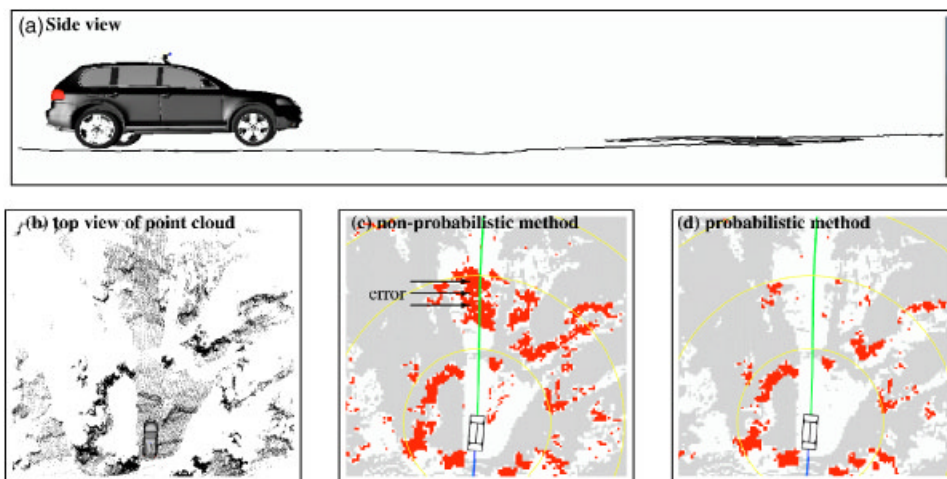 (a) Side view
(b) top view of point cloud
(c) non-probabilistic method
(d) probabilistic method
error